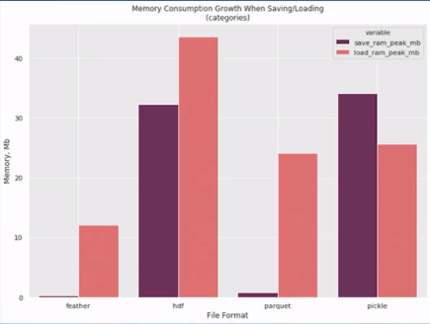 Memory Consumption Growth When Saving/Loading
(categories)
variable
save_ram_peak_mb
load_ram_peak_mb
Memory, Mb
40
30
20
10
0
feather
hdf
parquet
pickle
File Format